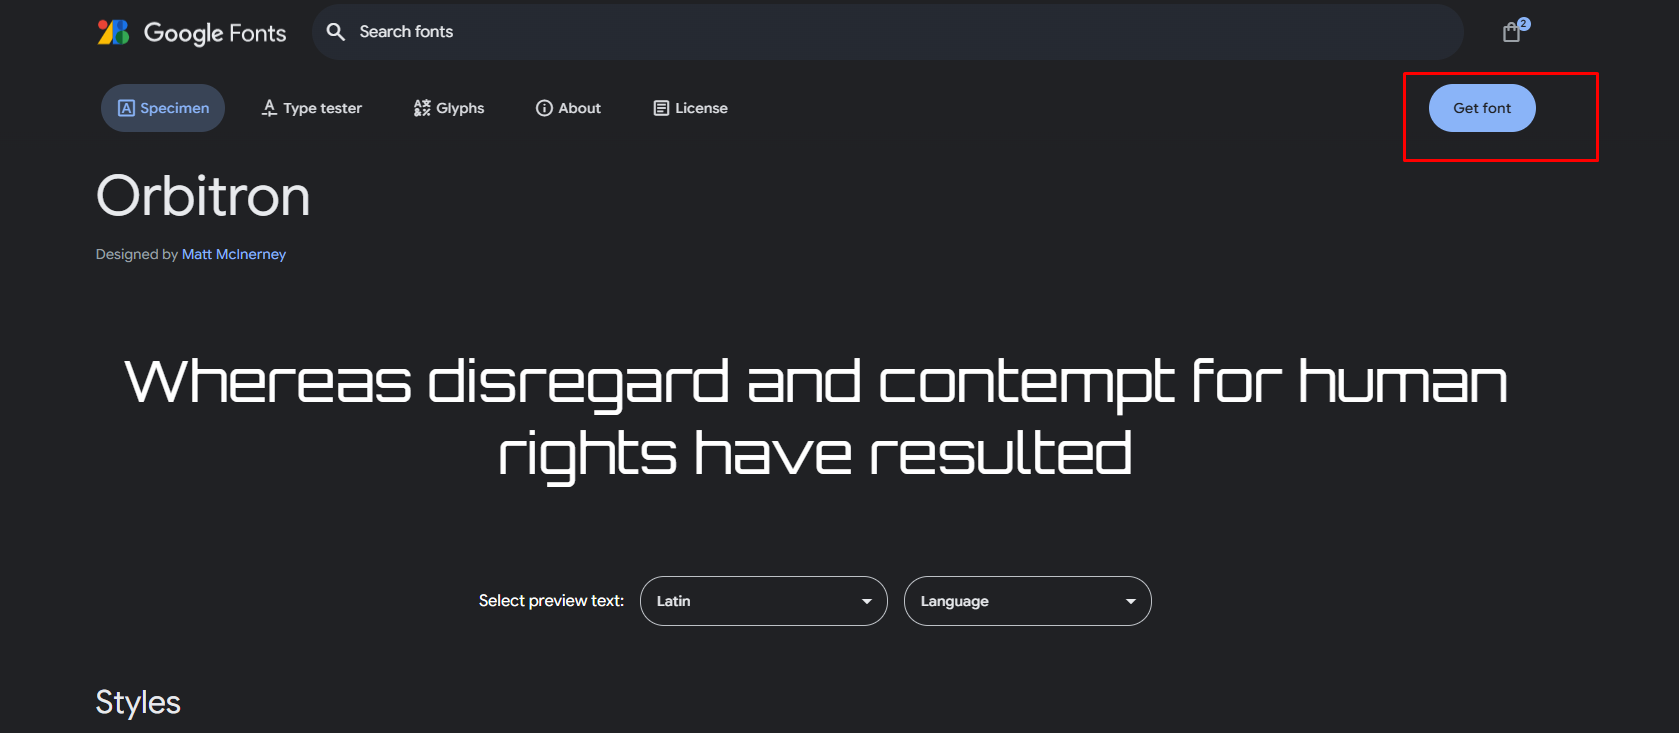 Google Fonts
Search fonts
2
Specimen
Type tester
Glyphs
About
License
Get font
Orbitron
Designed by Matt McInerney
Whereas disregard and contempt for human
rights have resulted
Select preview text:
Latin
Language
Styles